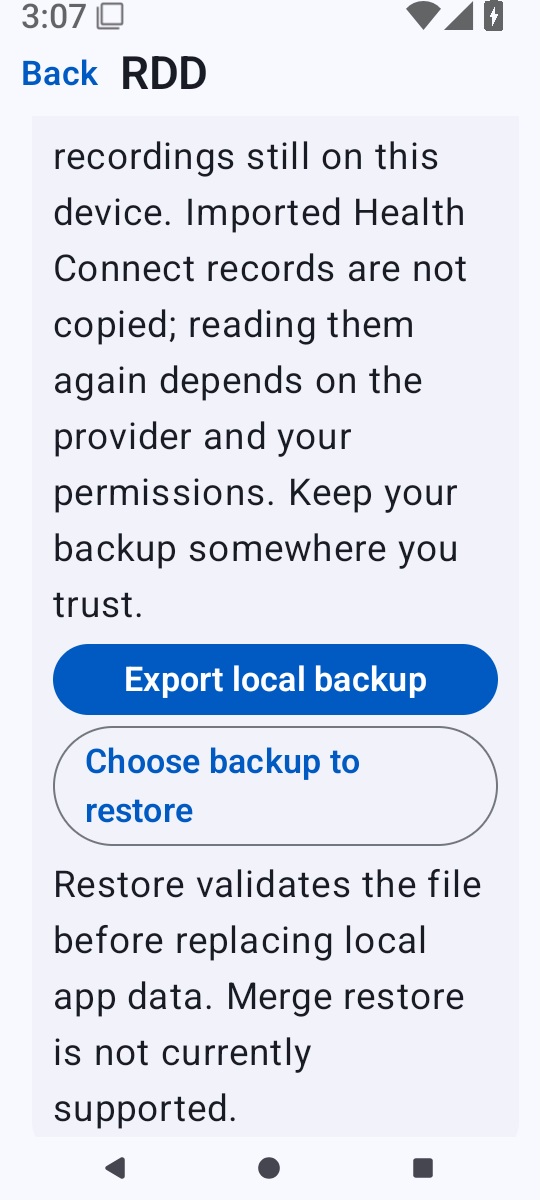 3:07
Back RDD
recordings still on this
device. Imported Health
Connect records are not
copied; reading them
again depends on the
provider and your
permissions. Keep your
backup somewhere you
trust.
Export local backup
Choose backup to
restore
Restore validates the file
before replacing local
app data. Merge restore
is not currently
supported.